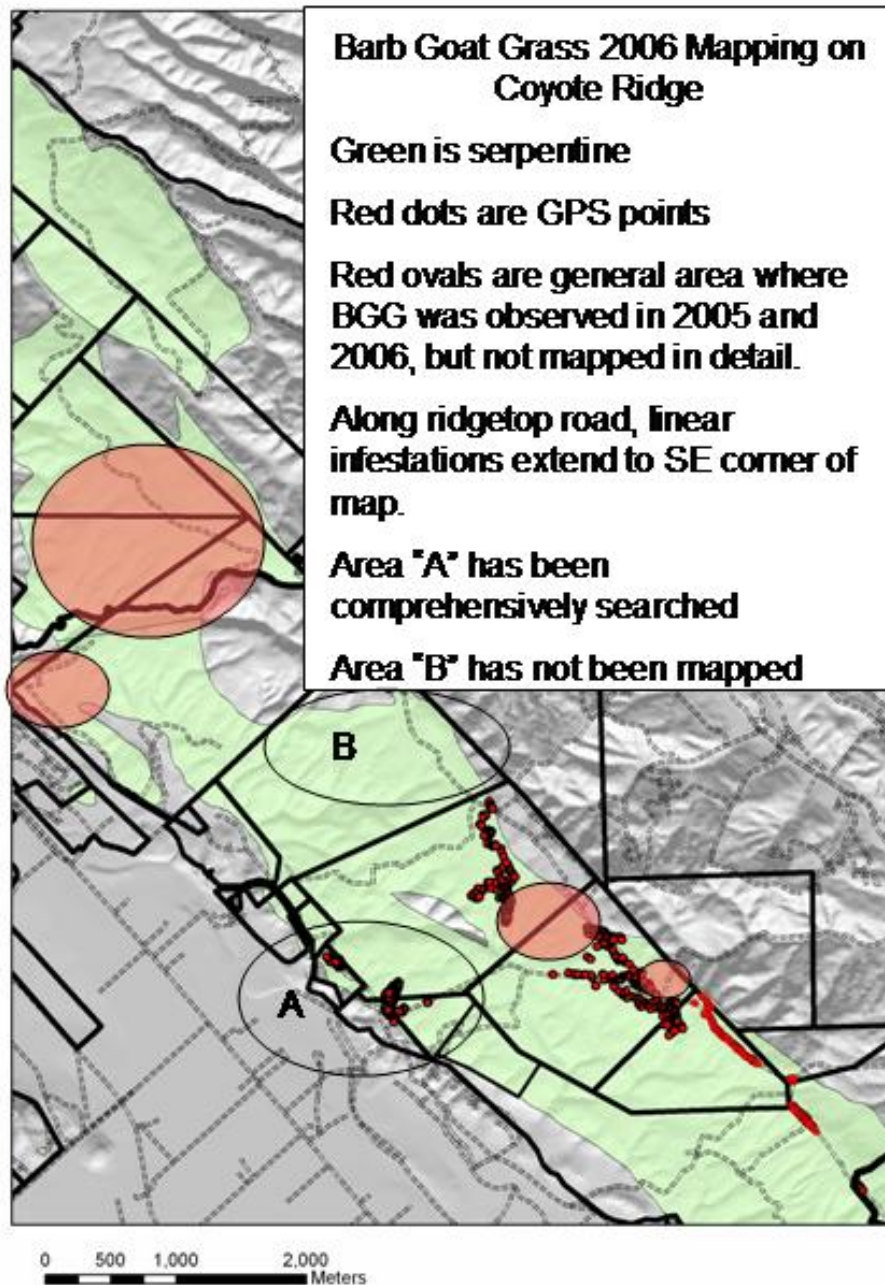 Barb Goat Grass 2006 Mapping on
Coyote Ridge
Green is serpentine
Red dots are GPS points
Red ovals are general area where
BGG was observed in 2005 and
2006, but not mapped in detail.
Along ridgetop road, linear
infestations extend to SE corner of
map.
Area "A" has been
comprehensively searched
Area "B" has not been mapped
B
A
0 500 1,000 2,000
Meters